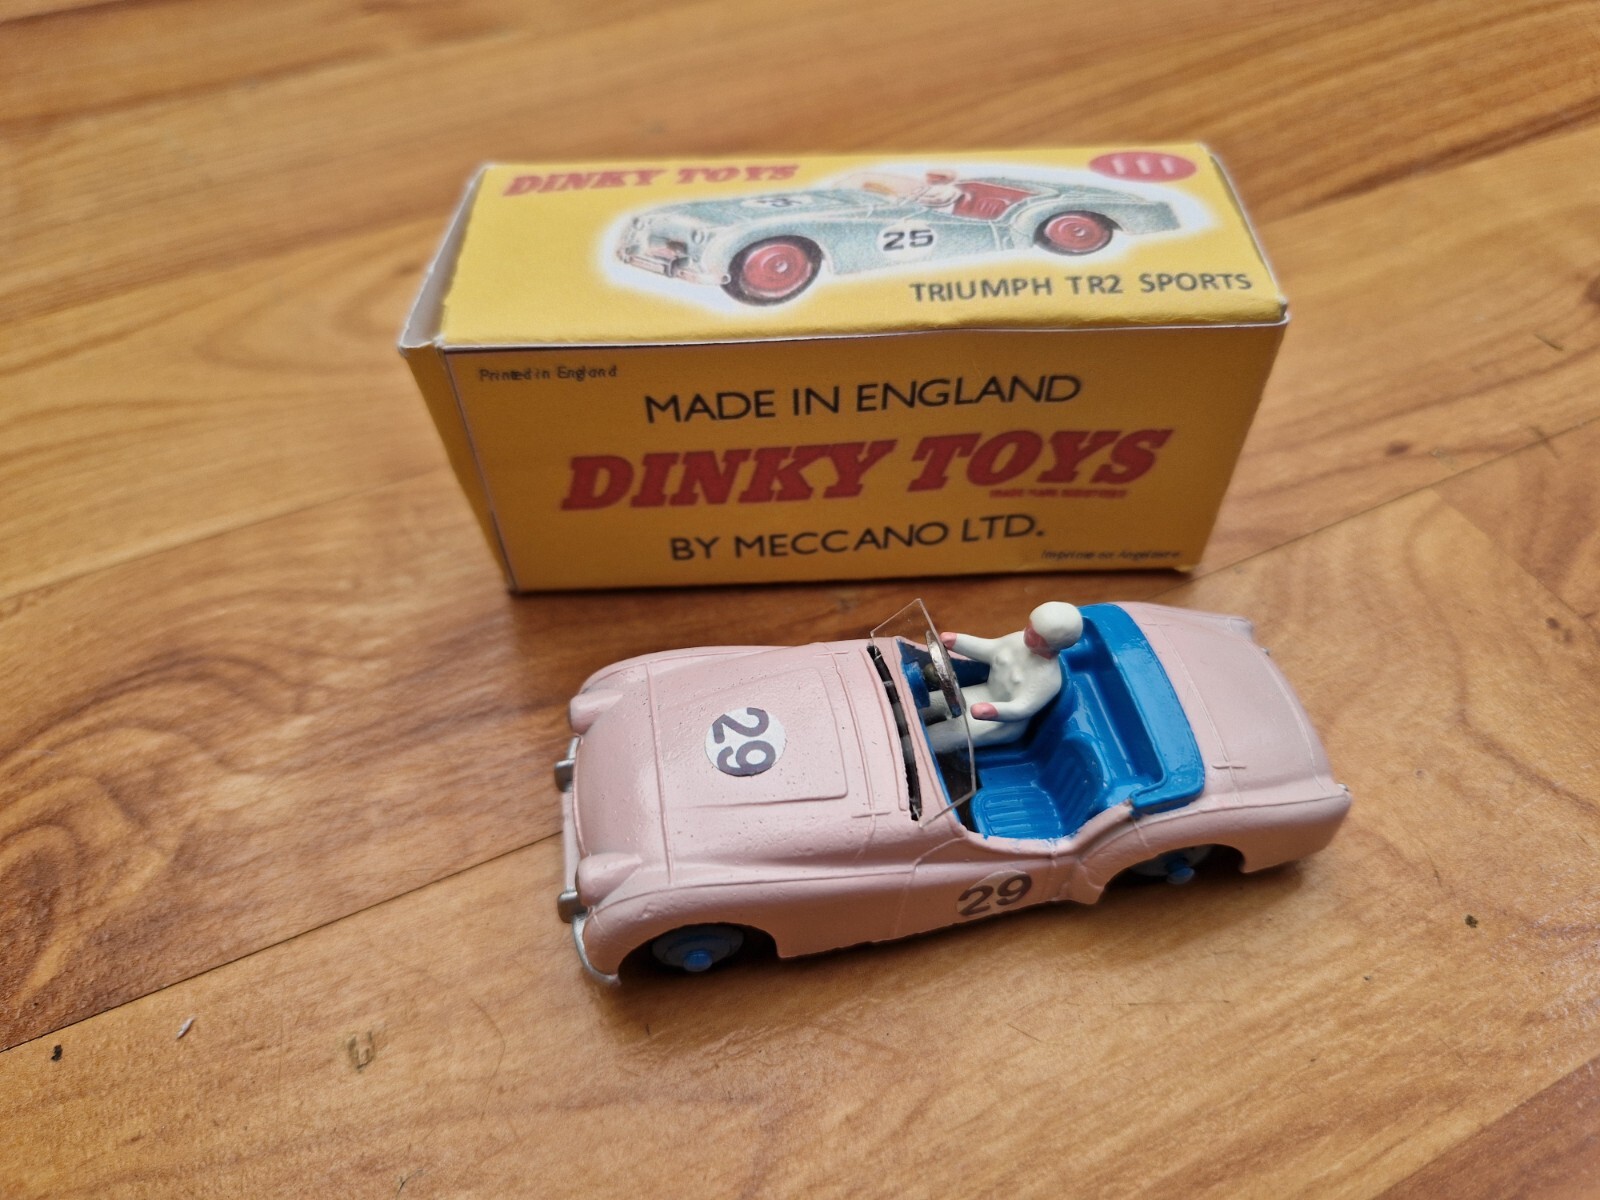 DINKY TOYS
111
25
TRIUMPH TR2 SPORTS
Printed in England
MADE IN ENGLAND
DINKY TOYS
BY MECCANO LTD.
29
29